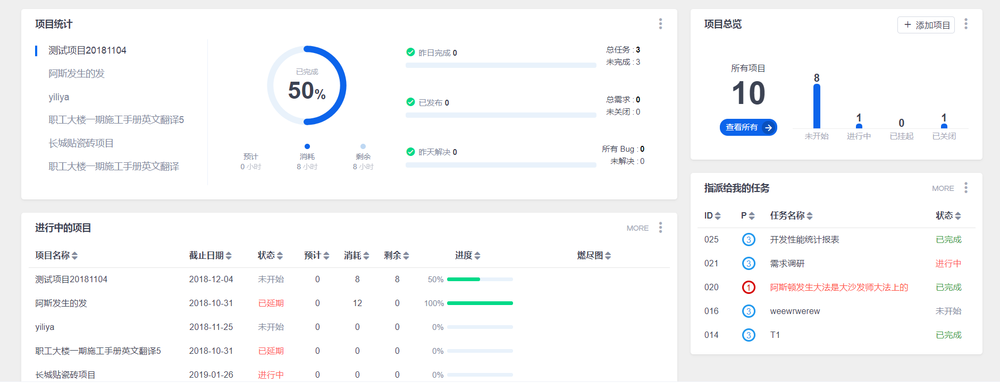 项目统计
测试项目20181104
阿斯发生的发
yiliya
职工大楼一期施工手册英文翻译5
长城贴瓷砖项目
职工大楼一期施工手册英文翻译
已完成
50%
预计
0 小时
消耗
8 小时
剩余
8 小时
昨日完成 0
总任务 : 3
未完成 : 3
已发布 0
总需求 : 0
未关闭 : 0
昨天解决 0
所有 Bug : 0
未解决 : 0
项目总览
添加项目
所有项目
10
查看所有
8
1
0
1
未开始
进行中
已挂起
已关闭
进行中的项目
MORE
项目名称 截止日期 状态 预计 消耗 剩余 进度 燃尽图
测试项目20181104 2018-12-04 未开始 0 8 8 50%
阿斯发生的发 2018-10-31 已延期 0 12 0 100%
yiliya 2018-11-25 未开始 0 0 0 0%
职工大楼一期施工手册英文翻译5 2018-10-31 已延期 0 0 0 0%
长城贴瓷砖项目 2019-01-26 进行中 0 0 0 0%
指派给我的任务
MORE
ID P 任务名称 状态
025 3 开发性能统计报表 已完成
021 3 需求调研 进行中
020 1 阿斯顿发生大法是大沙发师大法上的 已完成
016 3 weewrwerew 未开始
014 3 T1 已完成